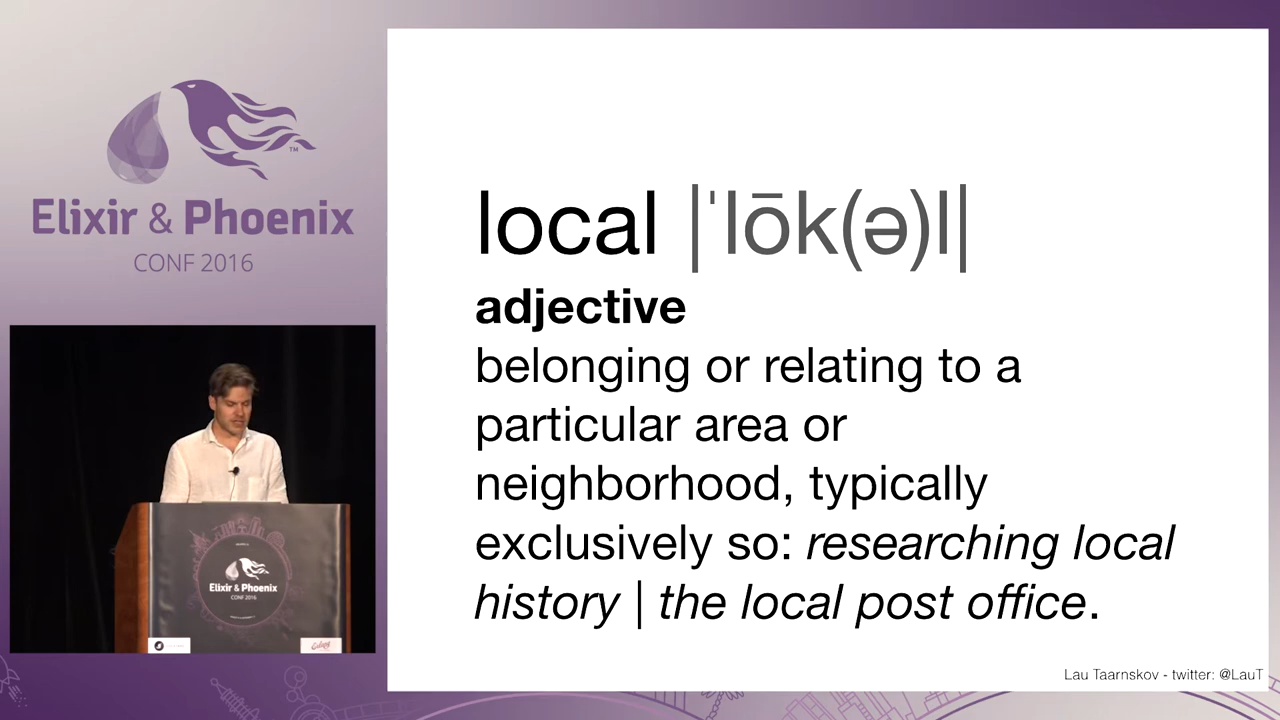 Elixir & Phoenix
CONF 2016
TM
local |ˈlōk(ə)l|
adjective
belonging or relating to a
particular area or
neighborhood, typically
exclusively so: researching local
history | the local post office.
Elixir & Phoenix
CONF 2016
Lau Taarnskov - twitter: @LauT